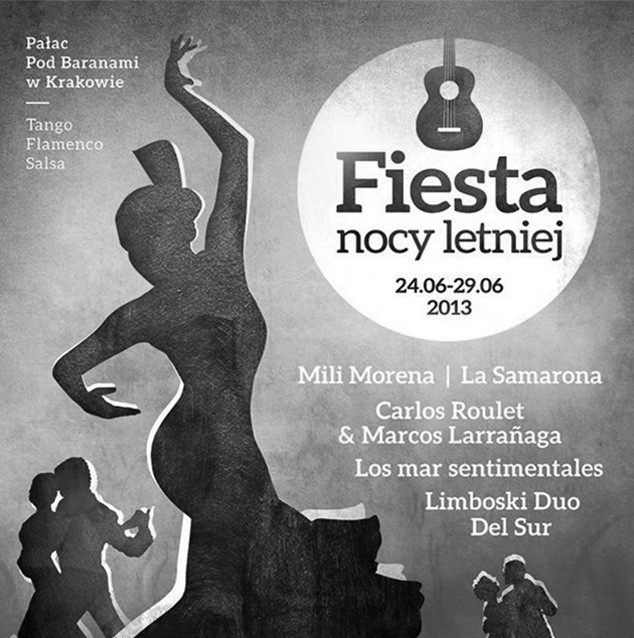 Pałac
Pod Baranami
w Krakowie
Tango
Flamenco
Salsa
Fiesta
nocy letniej
24.06-29.06
2013
Mili Morena | La Samarona
Carlos Roulet
& Marcos Larrañaga
Los mar sentimentales
Limboski Duo
Del Sur